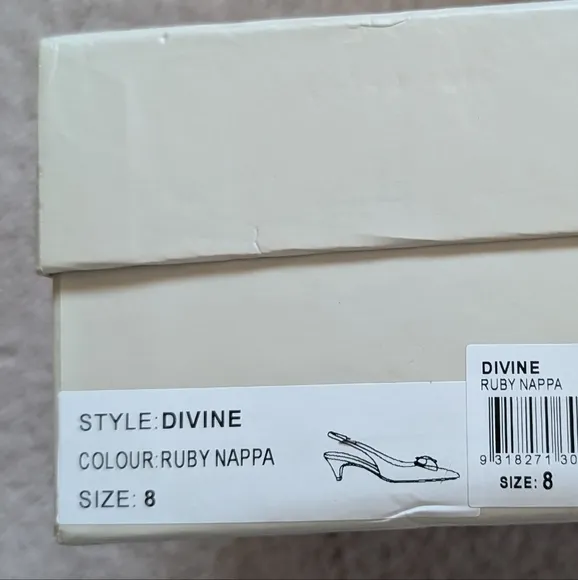 STYLE:DIVINE
COLOUR:RUBY NAPPA
SIZE: 8
DIVINE
RUBY NAPPA
9 318271 30
SIZE: 8